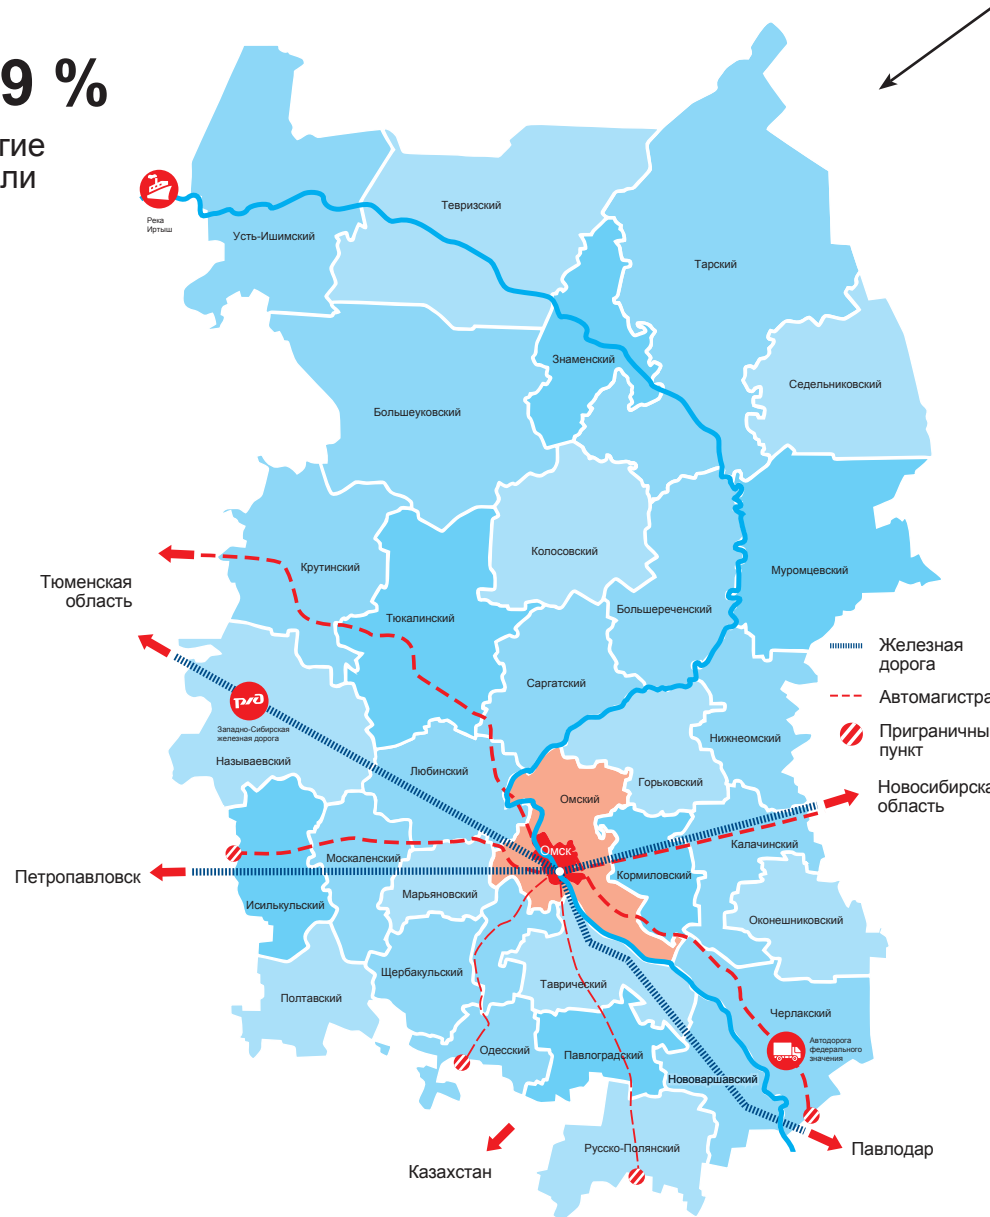 9 %
гие
ли
Река
Иртыш
Усть-Ишимский
Тевризский
Тарский
Знаменский
Седельниковский
Большеуковский
Колосовский
Крутинский
Муромцевский
Тюменская
область
Большереченский
Тюкалинский
Железная
дорога
Саргатский
Автомагистра
рзд
Западно-Сибирская
железная дорога
Нижнеомский
Приграничны
пункт
Называевский
Любинский
Горьковский
Новосибирска
область
Омский
Калачинский
Омск
Москаленский
Петропавловск
Кормиловский
Марьяновский
Исилькульский
Оконешниковский
Щербакульский
Таврический
Полтавский
Черлакский
Автодорога
федерального
значения
Одесский
Павлоградский
Нововаршавский
Русско-Полянский
Павлодар
Казахстан